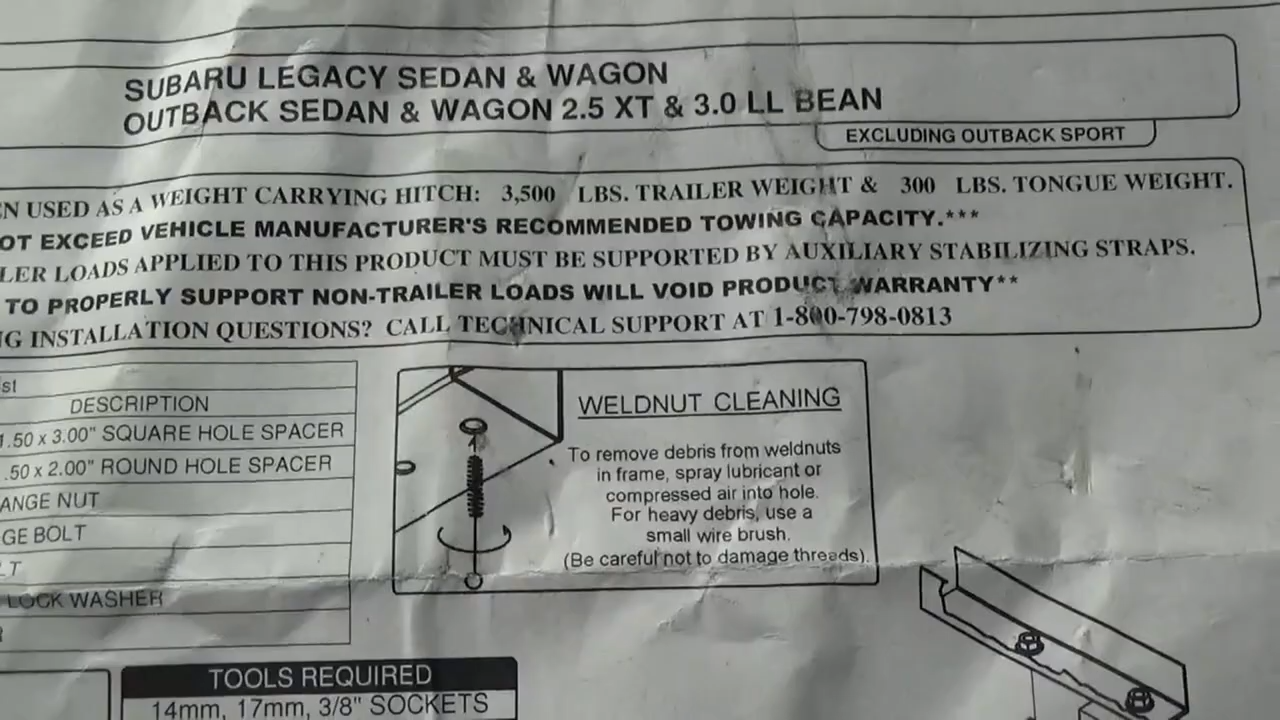 SUBARU LEGACY SEDAN & WAGON
OUTBACK SEDAN & WAGON 2.5 XT & 3.0 LL BEAN
EXCLUDING OUTBACK SPORT
EN USED AS A WEIGHT CARRYING HITCH: 3,500 LBS. TRAILER WEIGHT & 300 LBS. TONGUE WEIGHT.
OT EXCEED VEHICLE MANUFACTURER'S RECOMMENDED TOWING CAPACITY.***
LER LOADS APPLIED TO THIS PRODUCT MUST BE SUPPORTED BY AUXILIARY STABILIZING STRAPS.
TO PROPERLY SUPPORT NON-TRAILER LOADS WILL VOID PRODUCT WARRANTY**
G INSTALLATION QUESTIONS? CALL TECHNICAL SUPPORT AT 1-800-798-0813
st
DESCRIPTION
1.50 x 3.00" SQUARE HOLE SPACER
.50 x 2.00" ROUND HOLE SPACER
ANGE NUT
GE BOLT
LT
LOCK WASHER
R
WELDNUT CLEANING
To remove debris from weldnuts
in frame, spray lubricant or
compressed air into hole.
For heavy debris, use a
small wire brush.
(Be careful not to damage threads).
TOOLS REQUIRED
14mm, 17mm, 3/8" SOCKETS